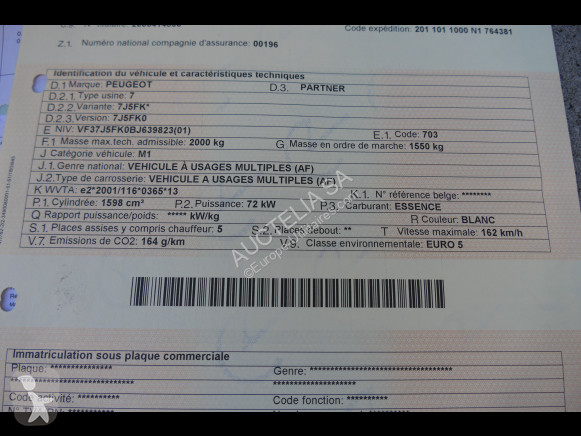 Code expédition: 201 101 1000 N1 764381
Z.1. Numéro national compagnie d'assurance: 00196
Identification du véhicule et caractéristiques techniques
D.1 Marque: PEUGEOT D.3. PARTNER
D.2.1 Type usine: 7
D.2.2 Variante: 7J5FK*
D.2.3. Version: 7J5FK0
E NIV: VF37J5FK0BJ639823(01) E.1. Code: 703
F.1 Masse max.tech. admissible: 2000 kg G Masse en ordre de marche: 1550 kg
J Catégorie véhicule: M1
J.1. Genre national: VEHICULE À USAGES MULTIPLES (AF)
J.2. Type de carrosserie: VEHICULE A USAGES MULTIPLES (AF)
K WVTA: e2*2001/116*0365*13 K.1. N° référence belge: ********
P.1. Cylindrée: 1598 cm³ P.2. Puissance: 72 kW P.3. Carburant: ESSENCE
Q Rapport puissance/poids: ***** kW/kg R Couleur: BLANC
S.1. Places assises y compris chauffeur: 5 S.2. Places debout: ** T Vitesse maximale: 162 km/h
V.7. Emissions de CO2: 164 g/km V.9. Classe environnementale: EURO 5
AUCTELIA SA
Immatriculation sous plaque commerciale
Plaque: *************** Genre: ***********************************
****************************** ********************
Code activité: ********** Code fonction: ***********